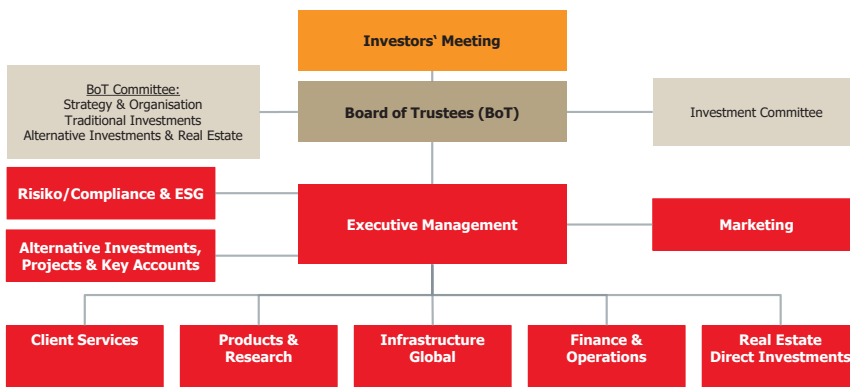 Investors‘ Meeting
BoT Committee:
Strategy & Organisation
Traditional Investments
Alternative Investments & Real Estate
Board of Trustees (BoT)
Investment Committee
Risiko/Compliance & ESG
Executive Management
Marketing
Alternative Investments,
Projects & Key Accounts
Client Services
Products &
Research
Infrastructure
Global
Finance &
Operations
Real Estate
Direct Investments